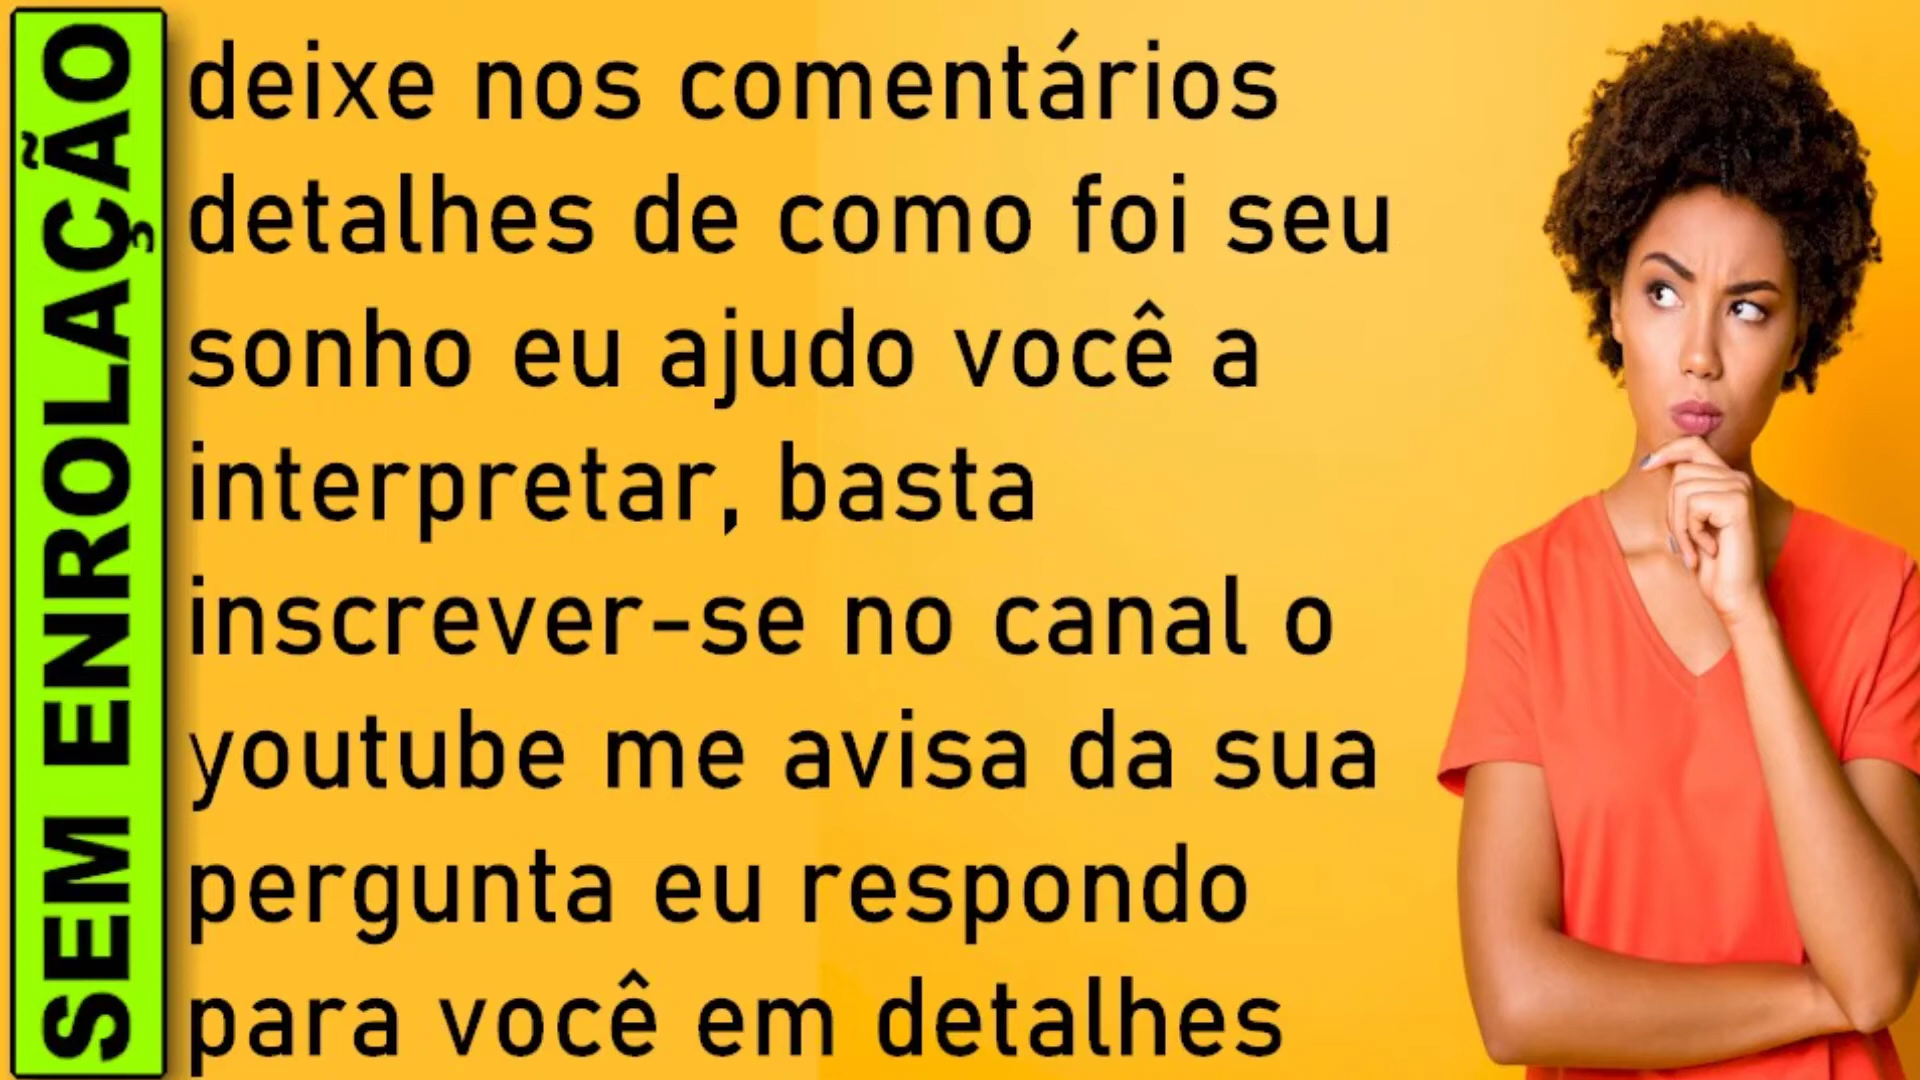 SEM ENROLAÇÃO
deixe nos comentários
detalhes de como foi seu
sonho eu ajudo você a
interpretar, basta
inscrever-se no canal o
youtube me avisa da sua
pergunta eu respondo
para você em detalhes